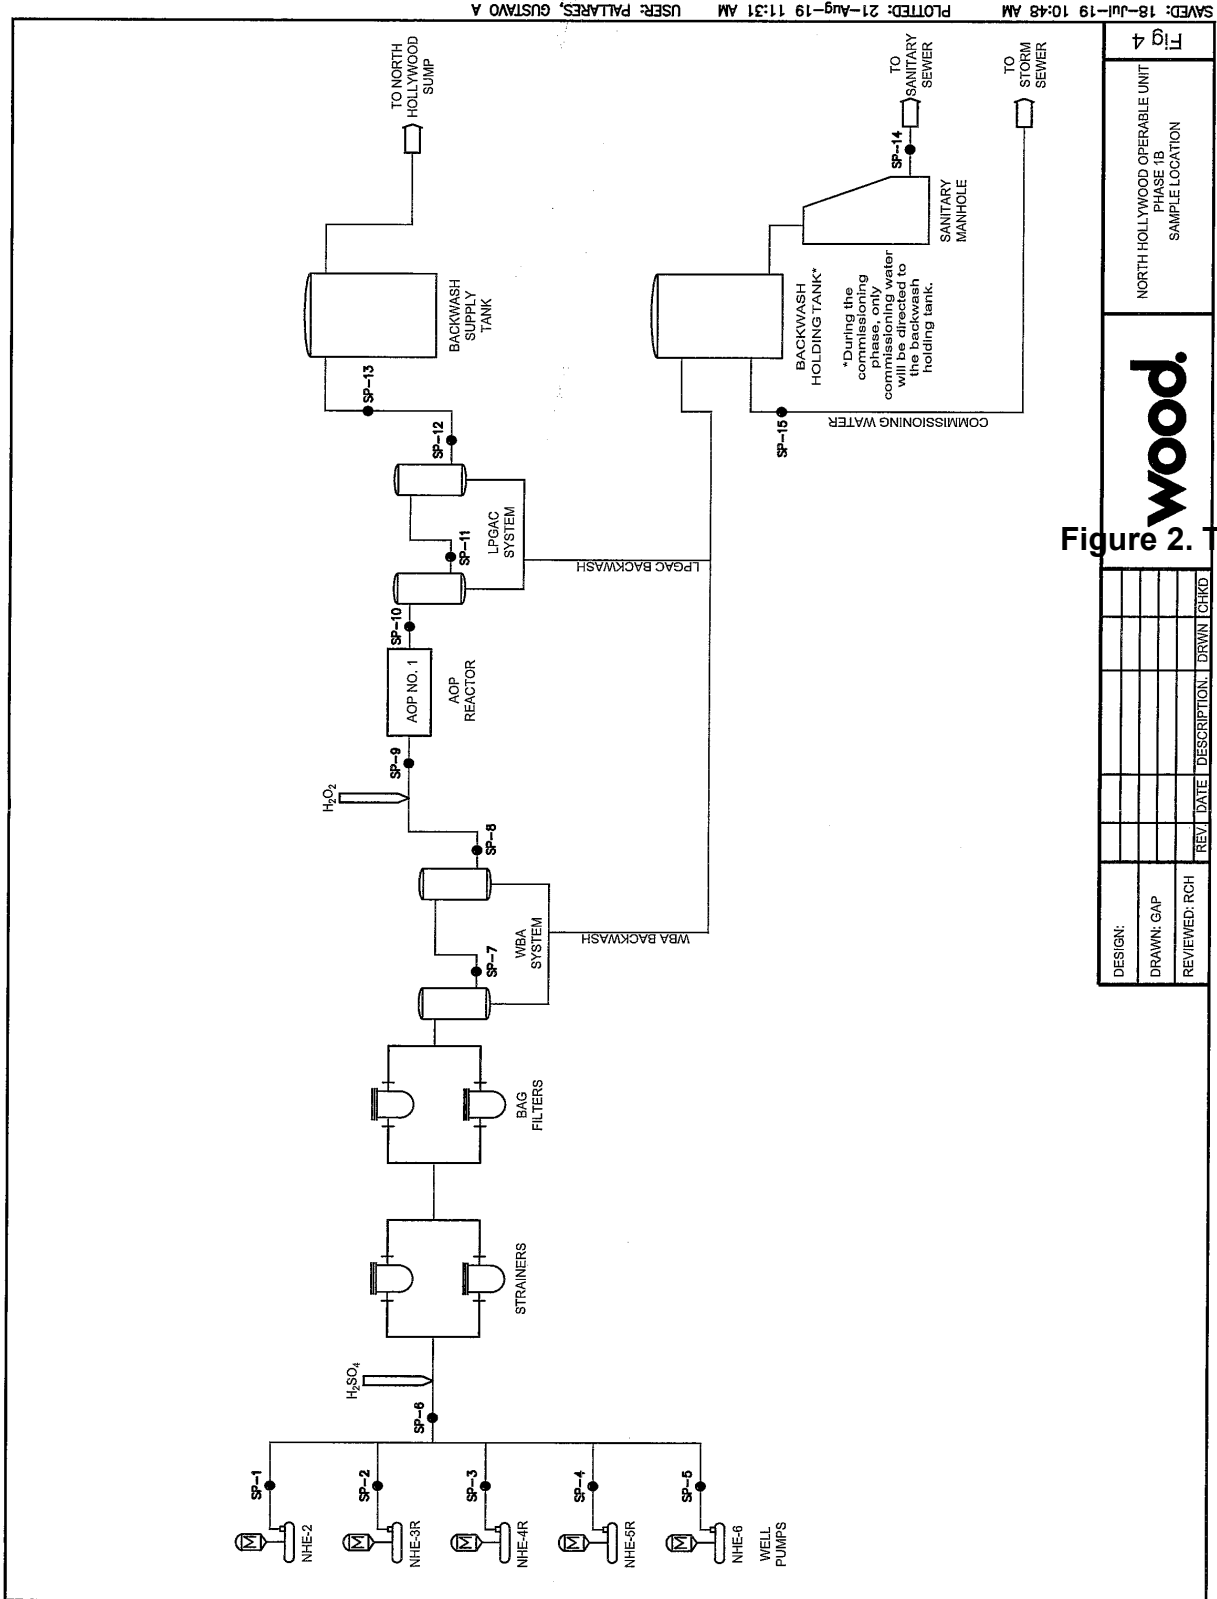 SAVED: 18-Jul-19 10:48 AM PLOTTED: 21-Aug-19 11:31 AM USER: PALLARES, GUSTAVO A
NHE-2
SP-1
NHE-3R
SP-2
NHE-4R
SP-3
NHE-5R
SP-4
NHE-6
SP-5
M
M
M
M
M
WELL
PUMPS
SP-6
H₂SO₄
STRAINERS
BAG
FILTERS
SP-7
WBA
SYSTEM
SP-8
WBA BACKWASH
H₂O₂
SP-9
AOP NO. 1
AOP
REACTOR
SP-10
SP-11
LPGAC
SYSTEM
LPGAC BACKWASH
SP-12
SP-13
BACKWASH
SUPPLY
TANK
TO NORTH
HOLLYWOOD
SUMP
BACKWASH
HOLDING TANK*
*During the
commissioning
phase, only
commissioning water
will be directed to
the backwash
holding tank.
SP-15
COMMISSIONING WATER
SANITARY
MANHOLE
SP-14
TO
SANITARY
SEWER
TO
STORM
SEWER
DESIGN:
DRAWN: GAP
REVIEWED: RCH
REV. DATE DESCRIPTION. DRWN CHKD
wood.
NORTH HOLLYWOOD OPERABLE UNIT
PHASE 1B
SAMPLE LOCATION
Fig 4
Figure 2. T